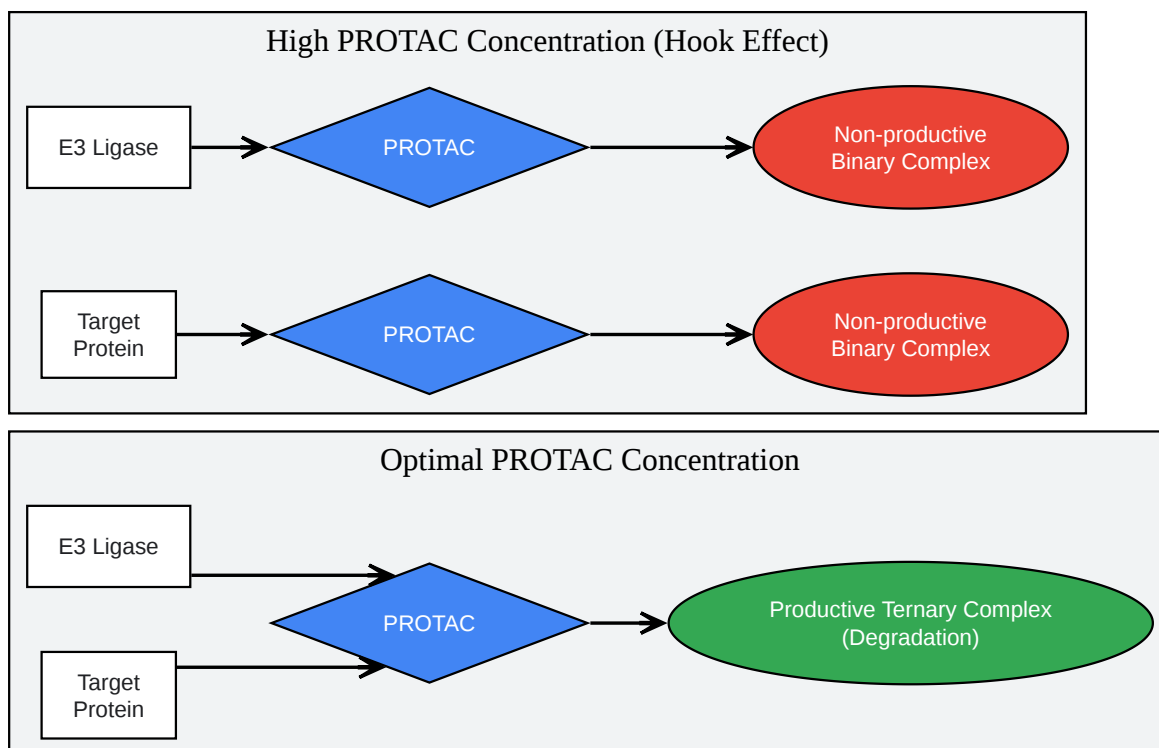 High PROTAC Concentration (Hook Effect)
E3 Ligase
PROTAC
Non-productive
Binary Complex
Target
Protein
PROTAC
Non-productive
Binary Complex
Optimal PROTAC Concentration
E3 Ligase
PROTAC
Productive Ternary Complex
(Degradation)
Target
Protein